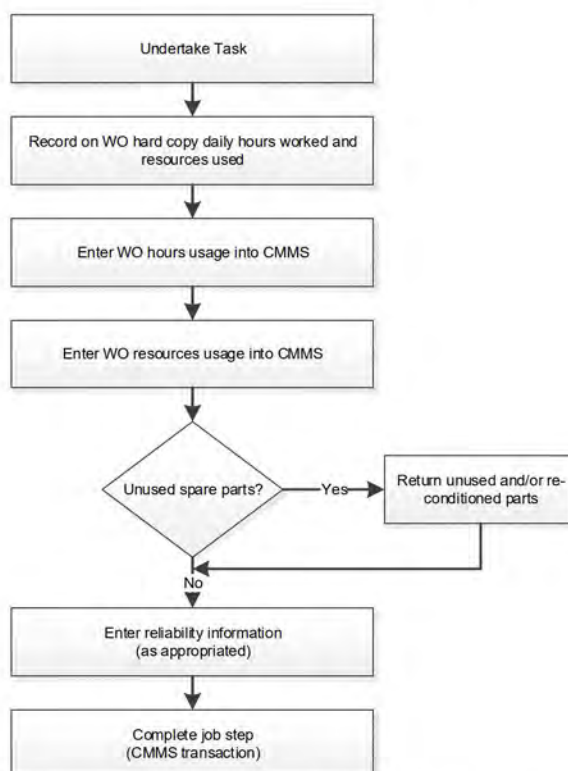 Undertake Task
Record on WO hard copy daily hours worked and
resources used
Enter WO hours usage into CMMS
Enter WO resources usage into CMMS
Unused spare parts?
Yes
Return unused and/or re-
conditioned parts
No
Enter reliability information
(as appropriated)
Complete job step
(CMMS transaction)